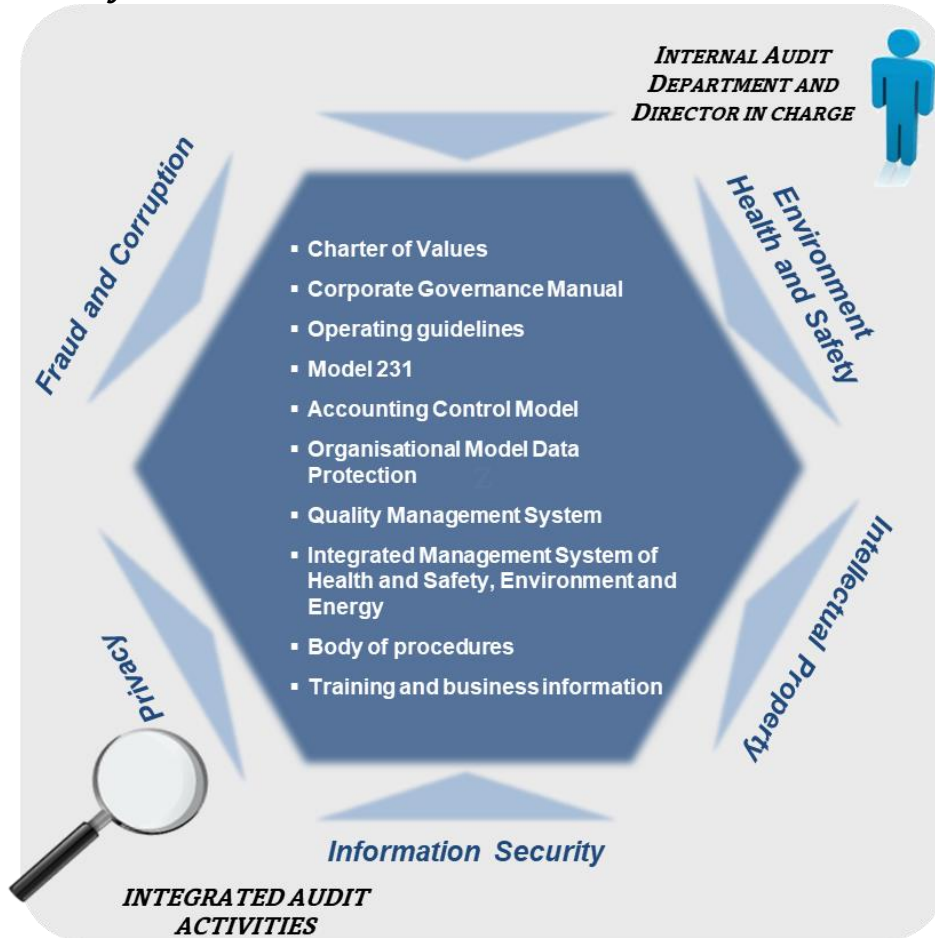 INTERNAL AUDIT
DEPARTMENT AND
DIRECTOR IN CHARGE
Fraud and Corruption
Environment
Health and Safety
▪ Charter of Values
▪ Corporate Governance Manual
▪ Operating guidelines
▪ Model 231
▪ Accounting Control Model
▪ Organisational Model Data
Protection
▪ Quality Management System
▪ Integrated Management System of
Health and Safety, Environment and
Energy
▪ Body of procedures
▪ Training and business information
Privacy
Intellectual Property
Information Security
INTEGRATED AUDIT
ACTIVITIES